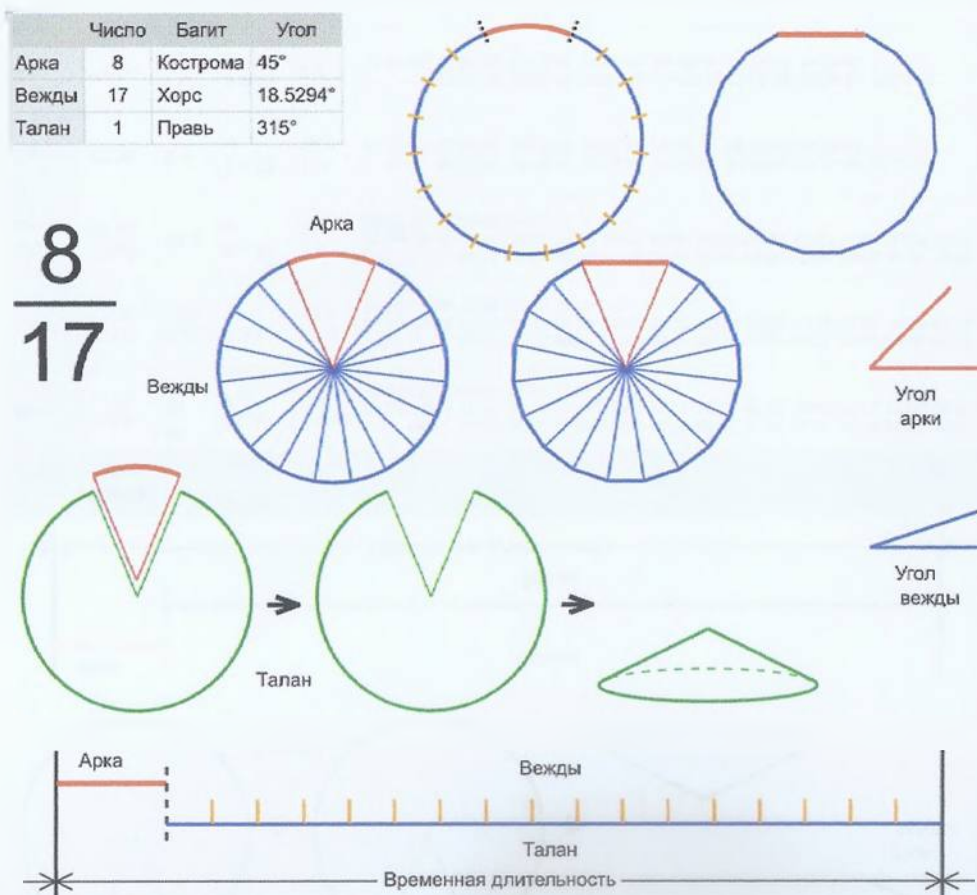 Число Багит Угол
Арка 8 Кострома 45°
Вежды 17 Хорс 18.5294°
Талан 1 Правь 315°
8
17
Арка
Вежды
Угол
арки
Угол
вежды
Талан
Арка
Вежды
Талан
Временная длительность